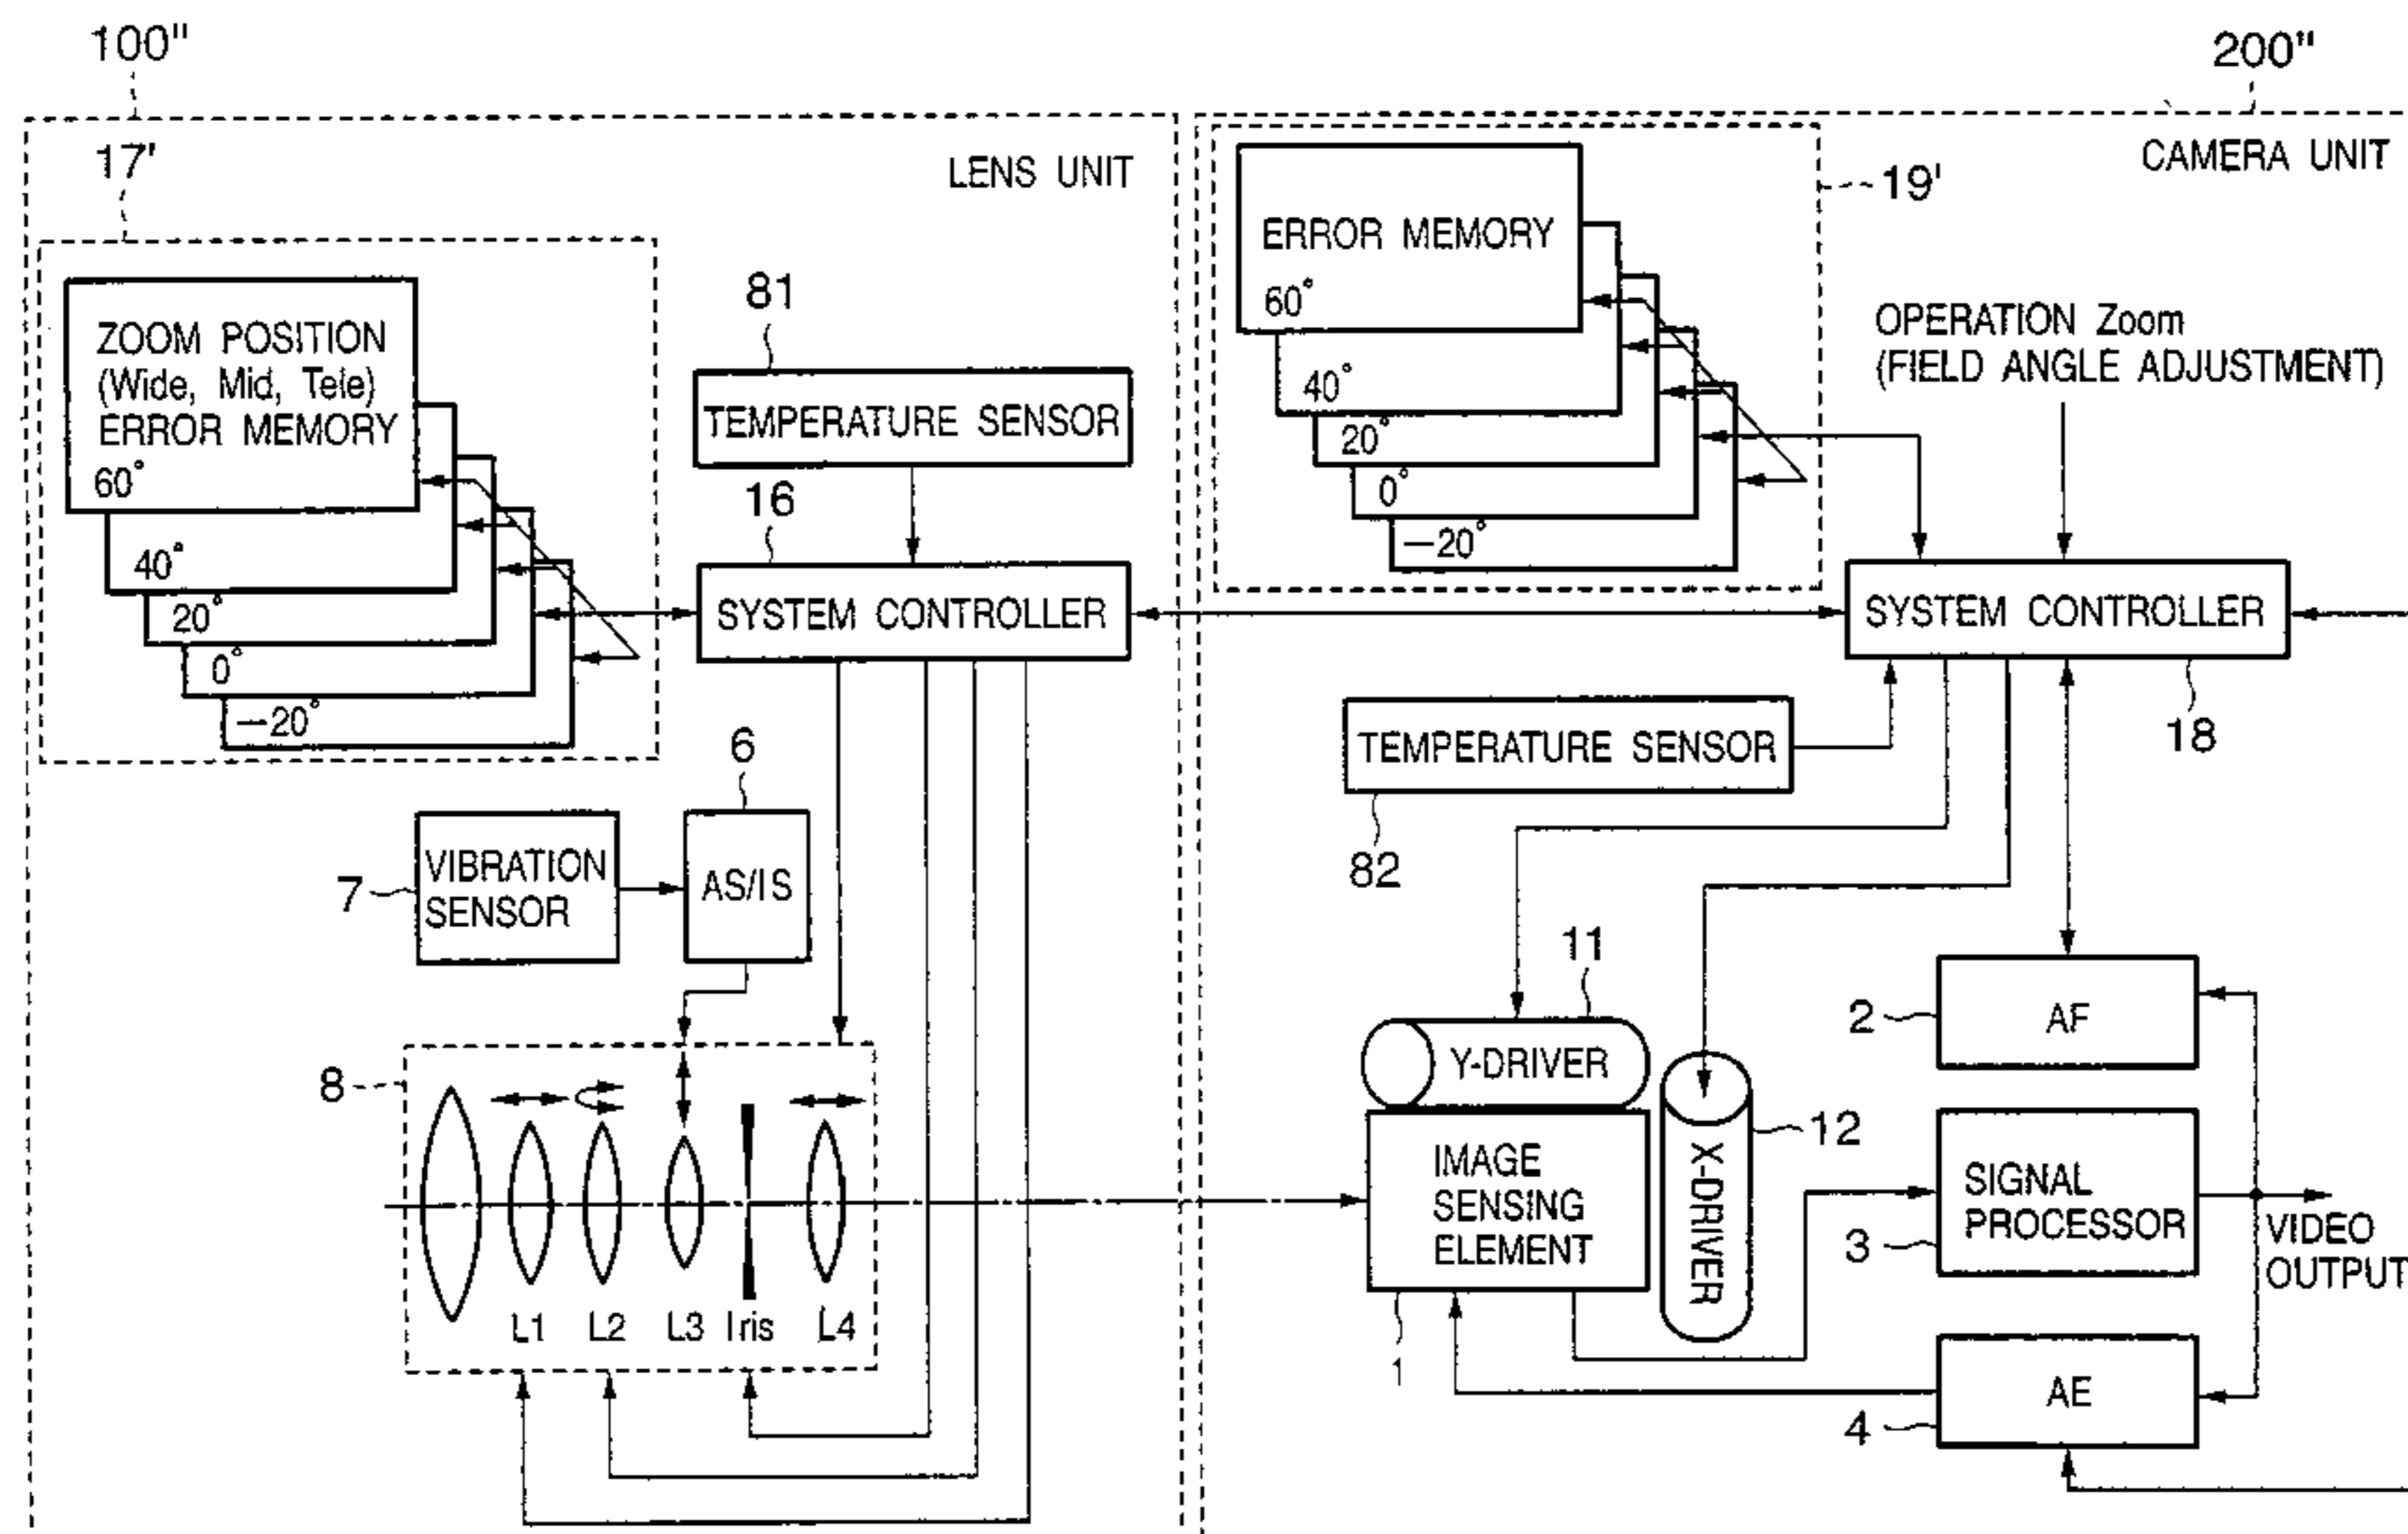 100"
200"
17'
LENS UNIT
19'
CAMERA UNIT
ZOOM POSITION
(Wide, Mid, Tele)
ERROR MEMORY
60°
40°
20°
0°
—20°
81
TEMPERATURE SENSOR
16
SYSTEM CONTROLLER
ERROR MEMORY
60°
40°
20°
0°
—20°
OPERATION Zoom
(FIELD ANGLE ADJUSTMENT)
SYSTEM CONTROLLER
18
TEMPERATURE SENSOR
82
7
VIBRATION
SENSOR
6
AS/IS
8
L1
L2
L3
Iris
L4
11
Y-DRIVER
12
X-DRIVER
IMAGE
SENSING
ELEMENT
1
2
AF
3
SIGNAL
PROCESSOR
VIDEO
OUTPUT
4
AE